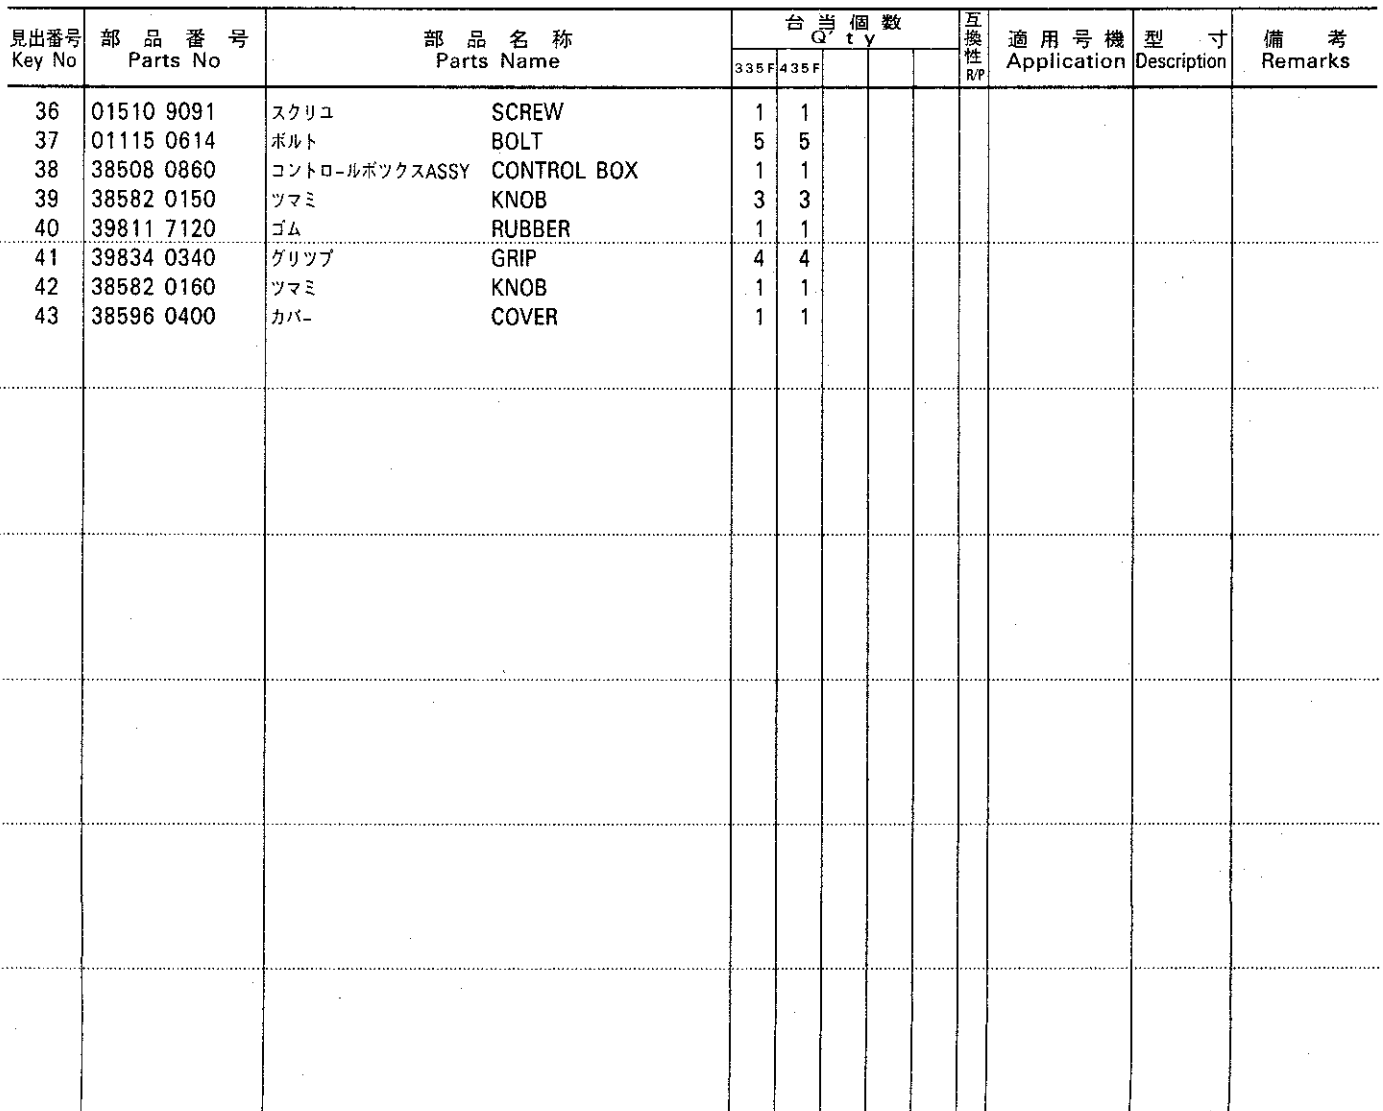 見出番号 部品番号 部品名称 台当個数 互換性 適用号機 型寸 備考
Key No Parts No Parts Name Q'ty R/P Application Description Remarks
335F 435F
36 01510 9091 スクリユ SCREW 1 1
37 01115 0614 ボルト BOLT 5 5
38 38508 0860 コントロ-ルボツクスASSY CONTROL BOX 1 1
39 38582 0150 ツマミ KNOB 3 3
40 39811 7120 ゴム RUBBER 1 1
41 39834 0340 グリツプ GRIP 4 4
42 38582 0160 ツマミ KNOB 1 1
43 38596 0400 カバ- COVER 1 1